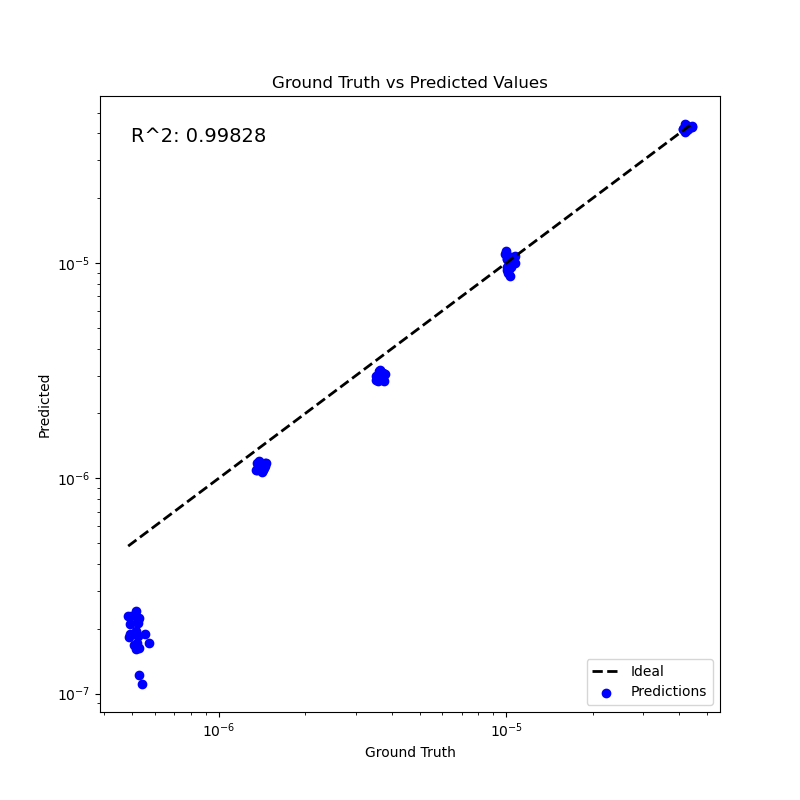 Ground Truth vs Predicted Values
R^2: 0.99828
10⁻⁵
10⁻⁶
10⁻⁷
Predicted
10⁻⁶
10⁻⁵
Ground Truth
Ideal
Predictions